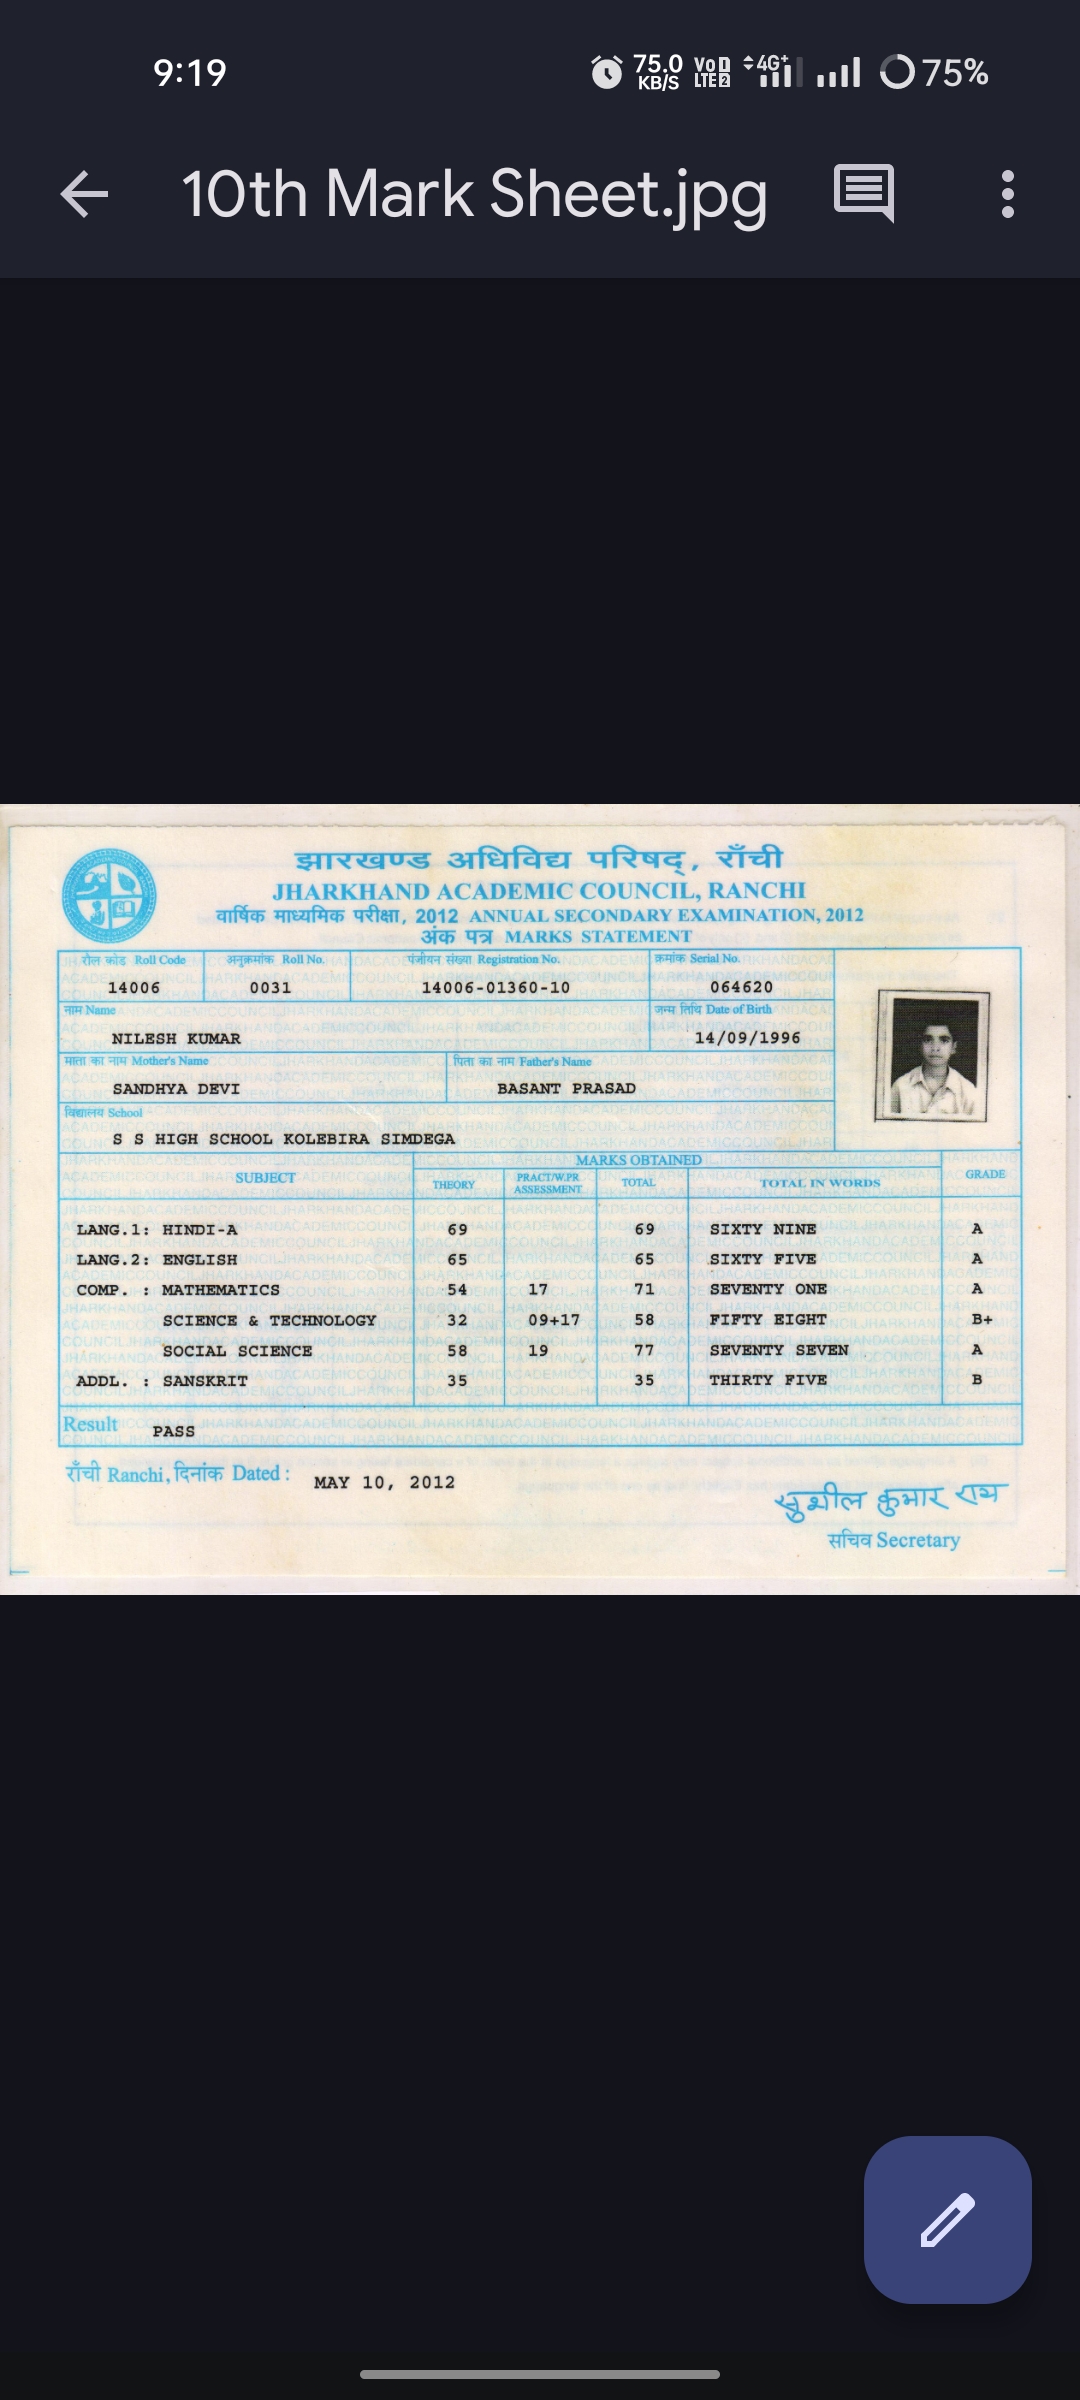 9:19 75.0 KB/S VoD LTE2 4G+ 75%
10th Mark Sheet.jpg
झारखण्ड अधिविद्य परिषद्, राँची
JHARKHAND ACADEMIC COUNCIL, RANCHI
वार्षिक माध्यमिक परीक्षा, 2012 ANNUAL SECONDARY EXAMINATION, 2012
अंक पत्र MARKS STATEMENT
रौल कोड Roll Code अनुक्रमांक Roll No. पंजीयन संख्या Registration No. क्रमांक Serial No.
14006 0031 14006-01360-10 064620
नाम Name जन्म तिथि Date of Birth
NILESH KUMAR 14/09/1996
माता का नाम Mother's Name पिता का नाम Father's Name
SANDHYA DEVI BASANT PRASAD
विद्यालय School
S S HIGH SCHOOL KOLEBIRA SIMDEGA
MARKS OBTAINED
SUBJECT THEORY PRACT/W.PR ASSESSMENT TOTAL TOTAL IN WORDS GRADE
LANG.1: HINDI-A 69 69 SIXTY NINE A
LANG.2: ENGLISH 65 65 SIXTY FIVE A
COMP. : MATHEMATICS 54 17 71 SEVENTY ONE A
SCIENCE & TECHNOLOGY 32 09+17 58 FIFTY EIGHT B+
SOCIAL SCIENCE 58 19 77 SEVENTY SEVEN A
ADDL. : SANSKRIT 35 35 THIRTY FIVE B
Result PASS
राँची Ranchi, दिनांक Dated : MAY 10, 2012
सुशील कुमार राय
सचिव Secretary